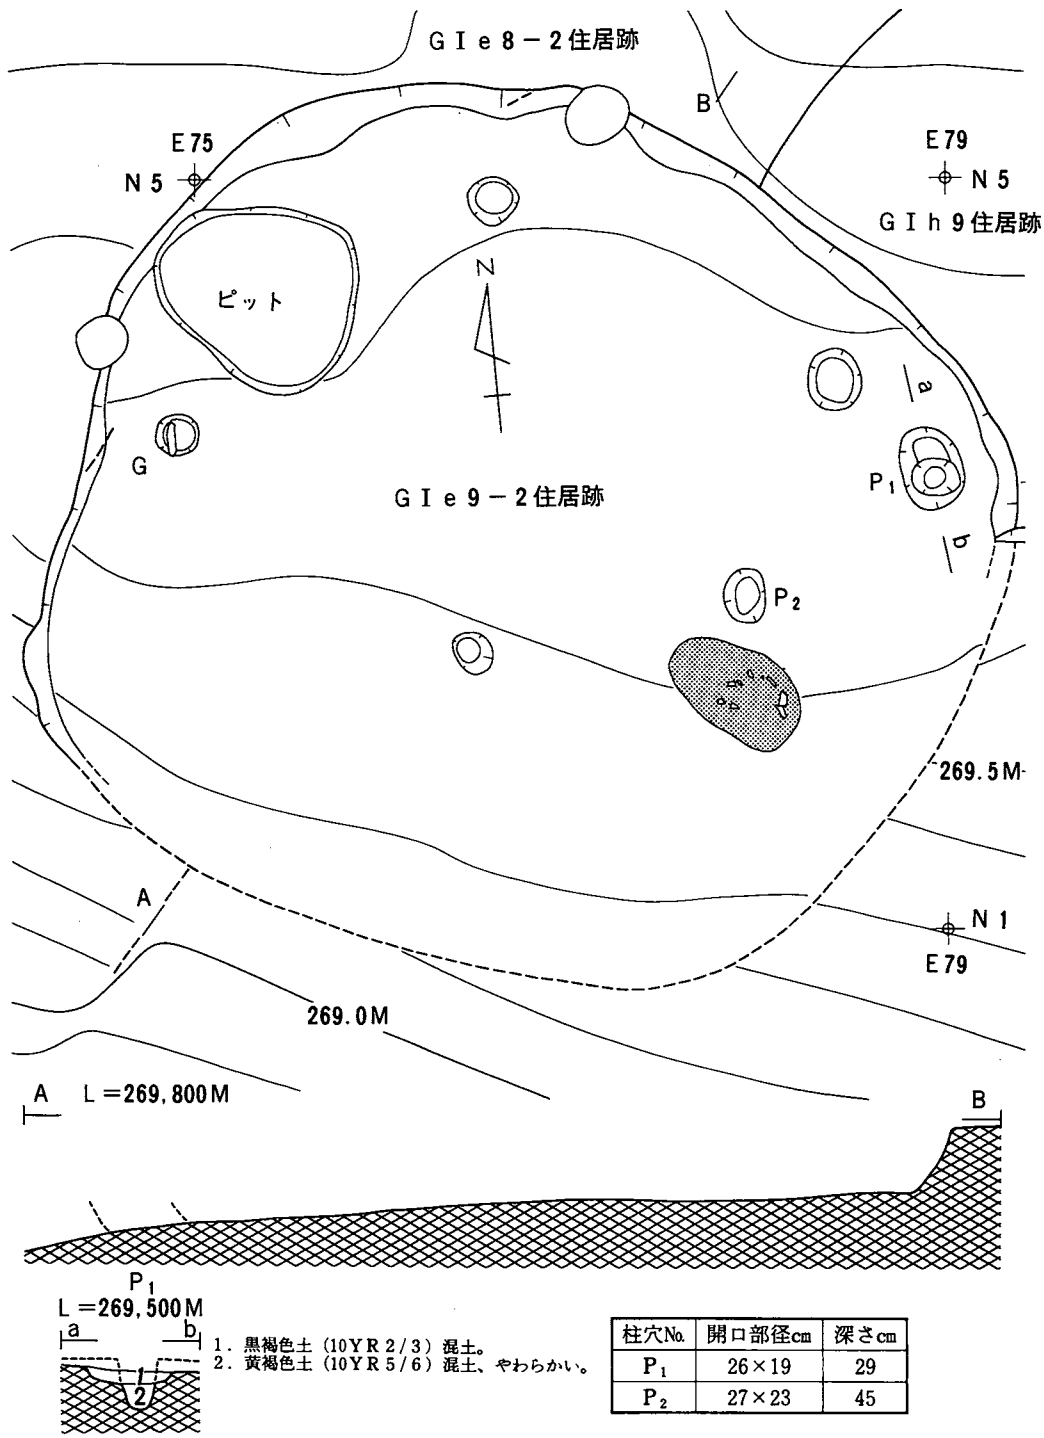 GⅠe8－2住居跡
B
E75
N5
E79
N5
GⅠh9住居跡
N
ピット
a
G
P₁
GⅠe9－2住居跡
b
P₂
269.5M
A
N1
E79
269.0M
A L＝269,800M
B
P₁
L＝269,500M
a b
1
2
1. 黒褐色土 (10YR2/3) 混土。
2. 黄褐色土 (10YR5/6) 混土、やわらかい。
柱穴№ 開口部径cm 深さcm
P₁ 26×19 29
P₂ 27×23 45